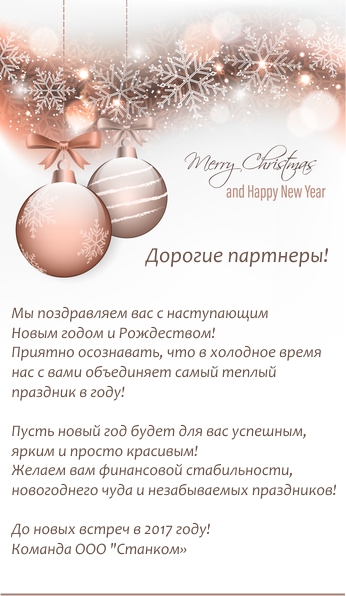 Merry Christmas
and Happy New Year
Дорогие партнеры!
Мы поздравляем вас с наступающим
Новым годом и Рождеством!
Приятно осознавать, что в холодное время
нас с вами объединяет самый теплый
праздник в году!
Пусть новый год будет для вас успешным,
ярким и просто красивым!
Желаем вам финансовой стабильности,
новогоднего чуда и незабываемых праздников!
До новых встреч в 2017 году!
Команда ООО "Станком»